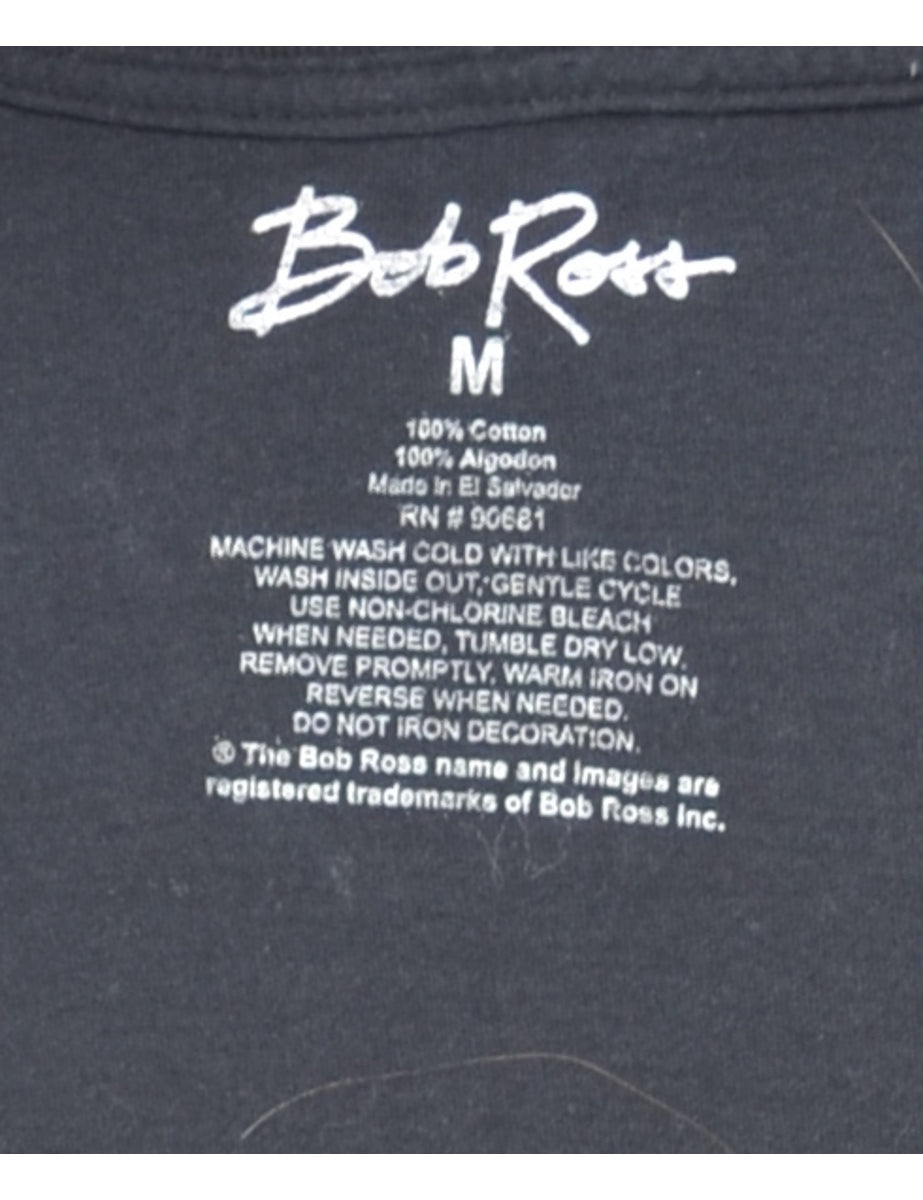 Bob Ross
M
100% Cotton
100% Algodon
Made in El Salvador
RN # 90681
MACHINE WASH COLD WITH LIKE COLORS,
WASH INSIDE OUT, GENTLE CYCLE
USE NON-CHLORINE BLEACH
WHEN NEEDED, TUMBLE DRY LOW.
REMOVE PROMPTLY, WARM IRON ON
REVERSE WHEN NEEDED.
DO NOT IRON DECORATION.
® The Bob Ross name and images are
registered trademarks of Bob Ross Inc.